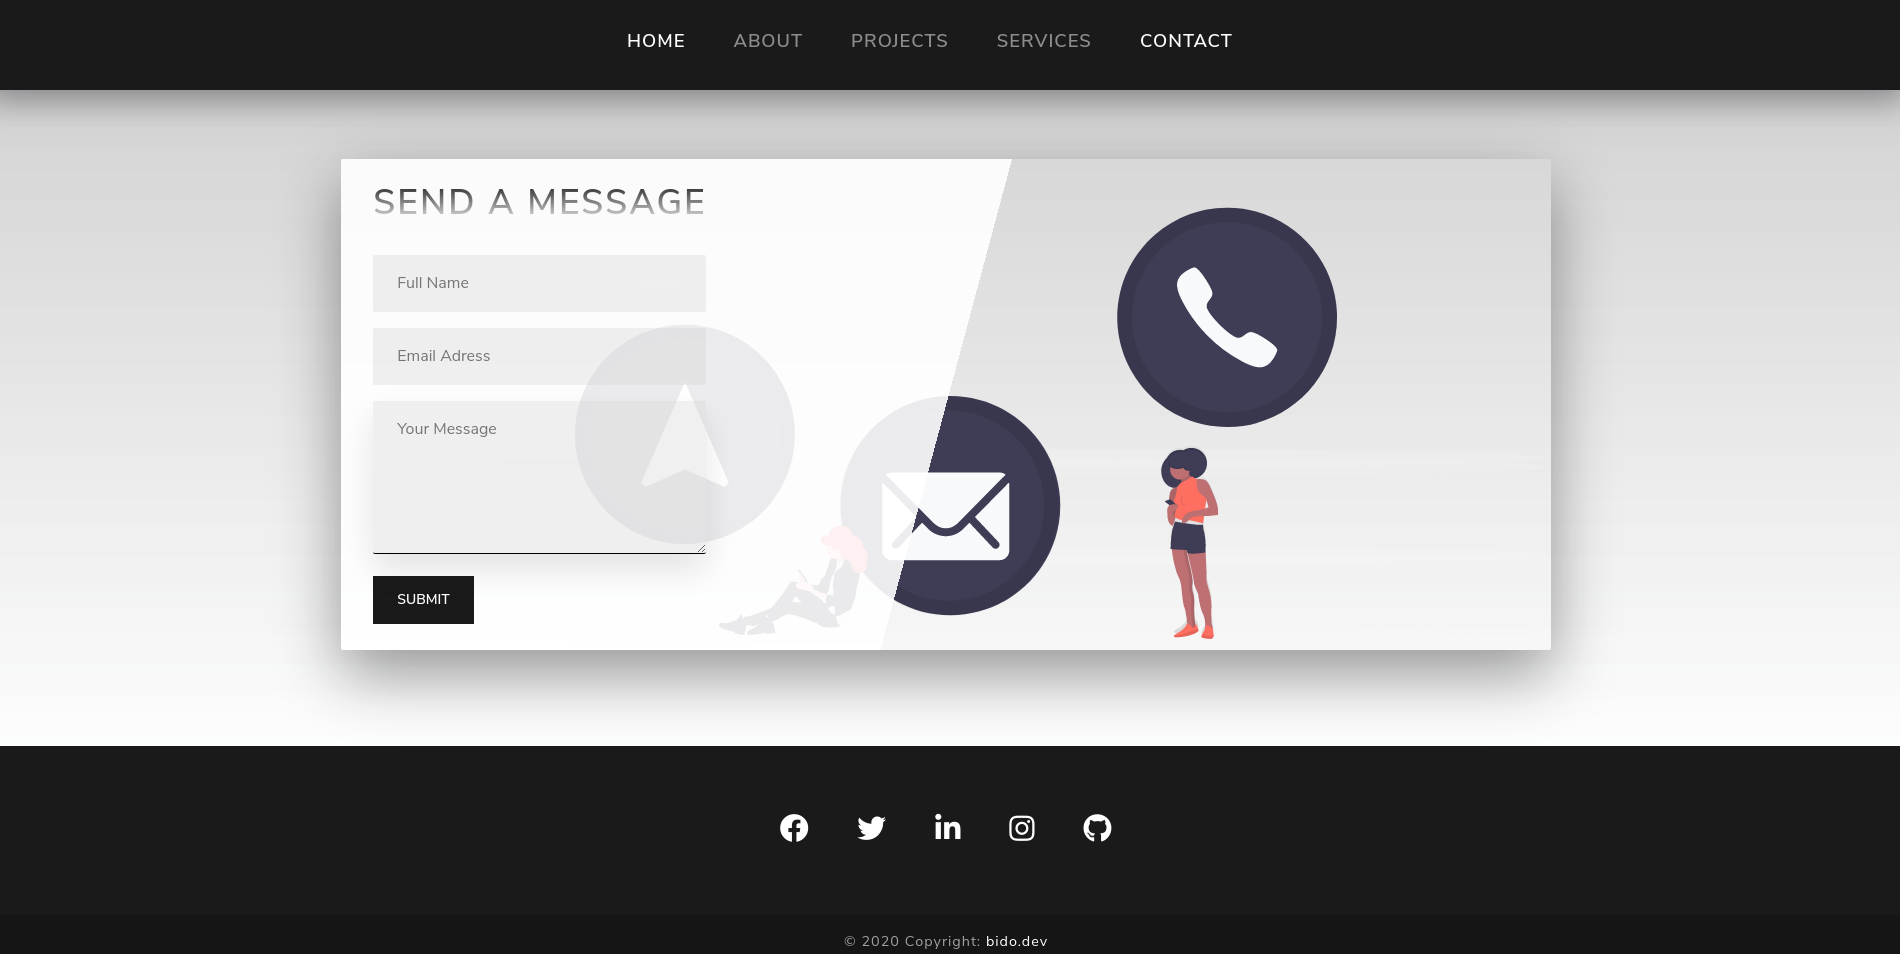 HOME ABOUT PROJECTS SERVICES CONTACT
SEND A MESSAGE
Full Name
Email Adress
Your Message
SUBMIT
© 2020 Copyright: bido.dev